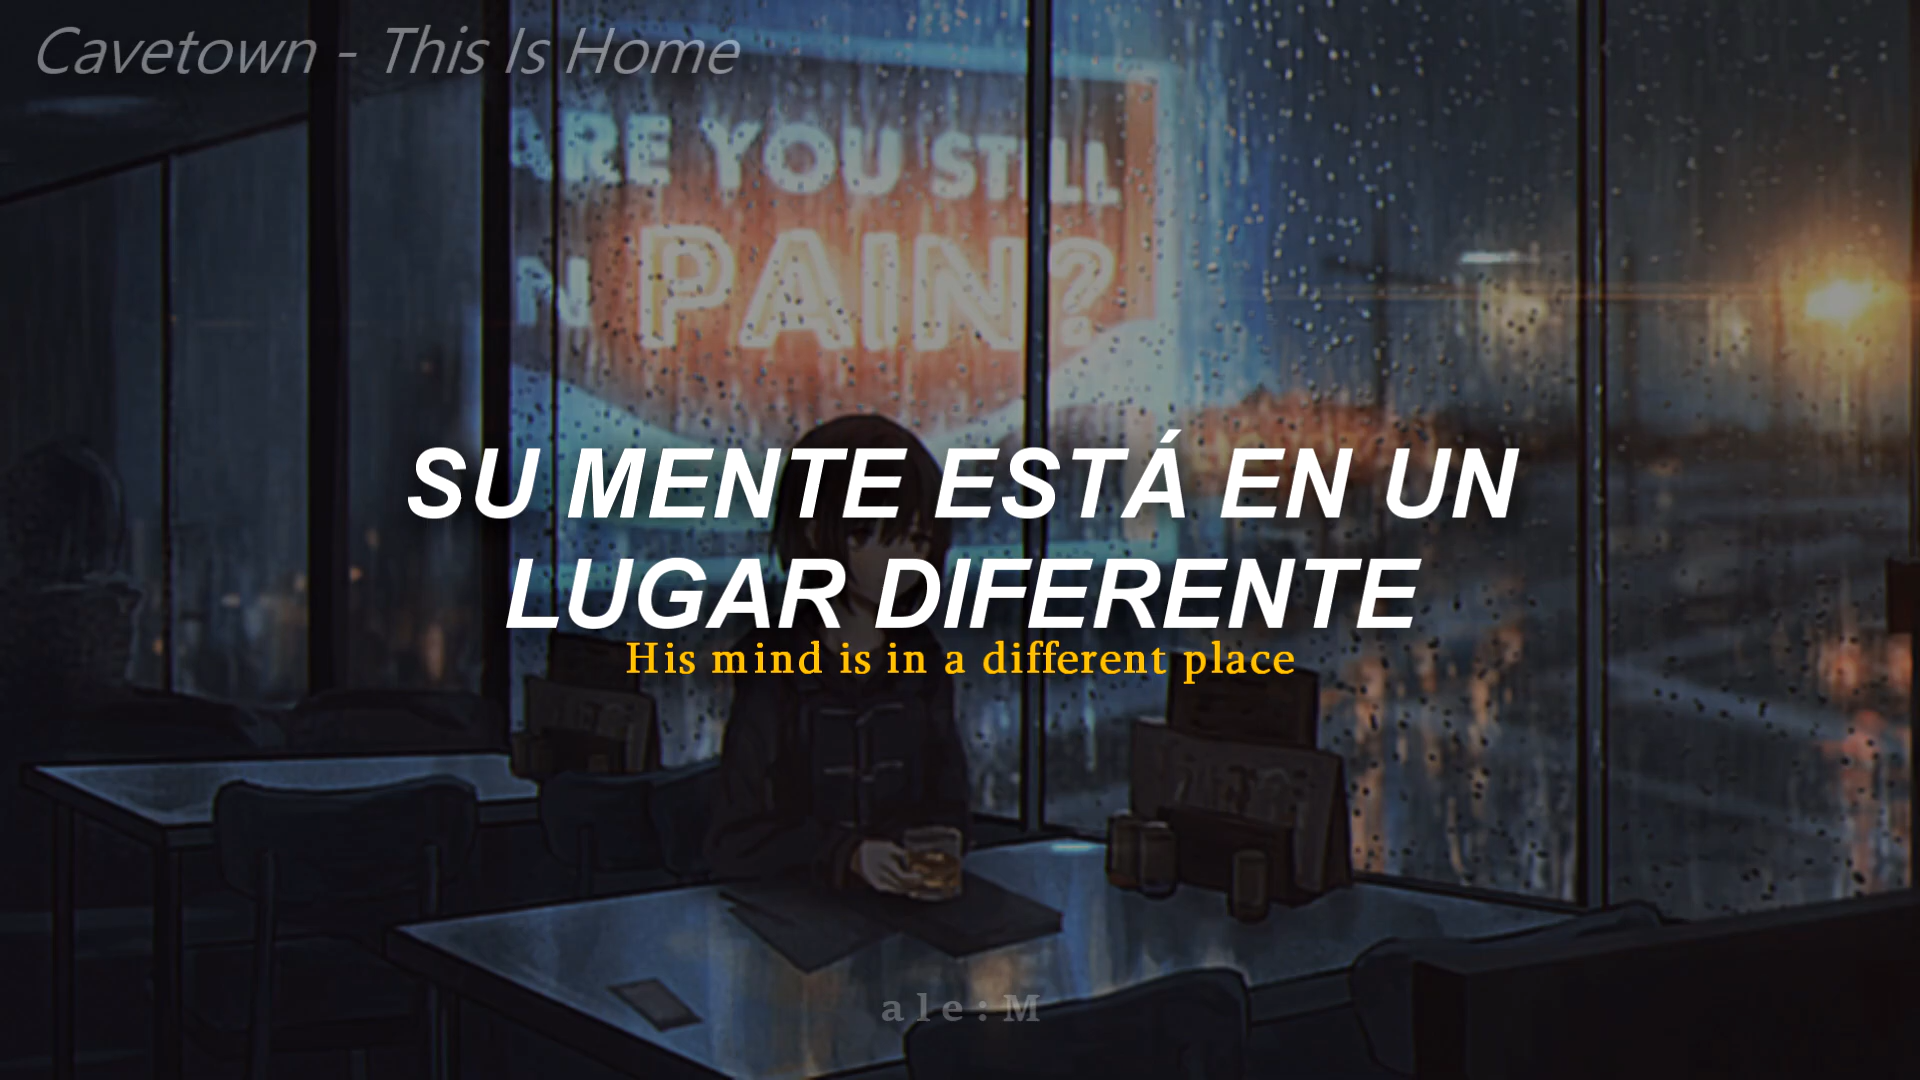 Cavetown - This Is Home
ARE YOU STILL
IN PAIN?
SU MENTE ESTÁ EN UN
LUGAR DIFERENTE
His mind is in a different place
ale:M